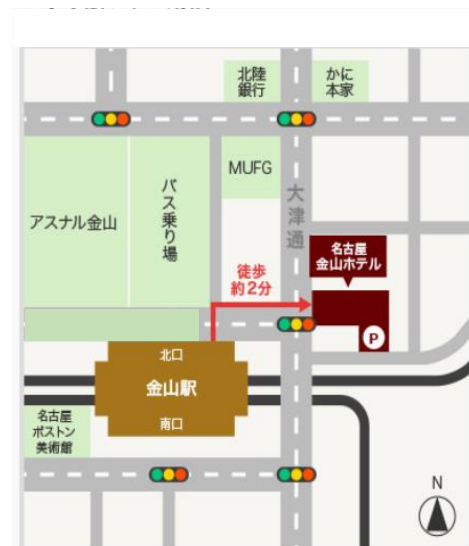 北陸
銀行
かに
本家
MUFG
アスナル金山
バス乗り場
大津通
名古屋
金山ホテル
徒歩
約2分
P
北口
金山駅
南口
名古屋
ボストン
美術館
N